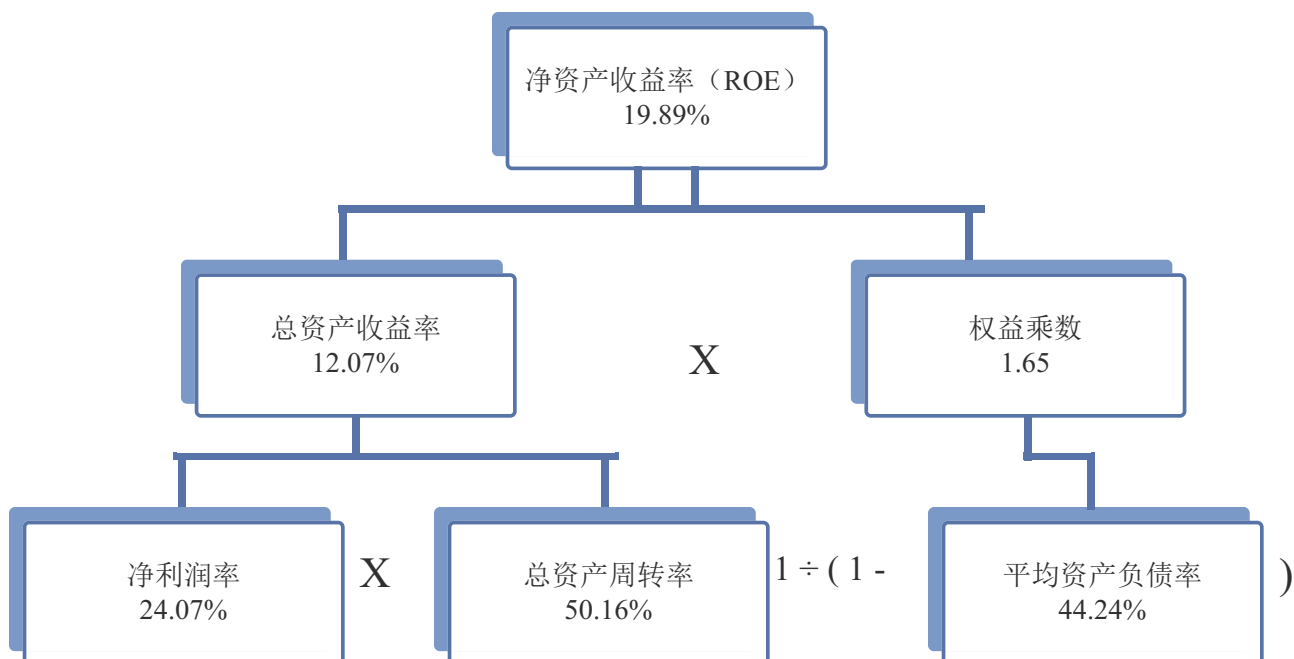 净资产收益率（ROE）
19.89%
总资产收益率
12.07%
X
权益乘数
1.65
净利润率
24.07%
X
总资产周转率
50.16%
1 ÷ ( 1 -
平均资产负债率
44.24%
)